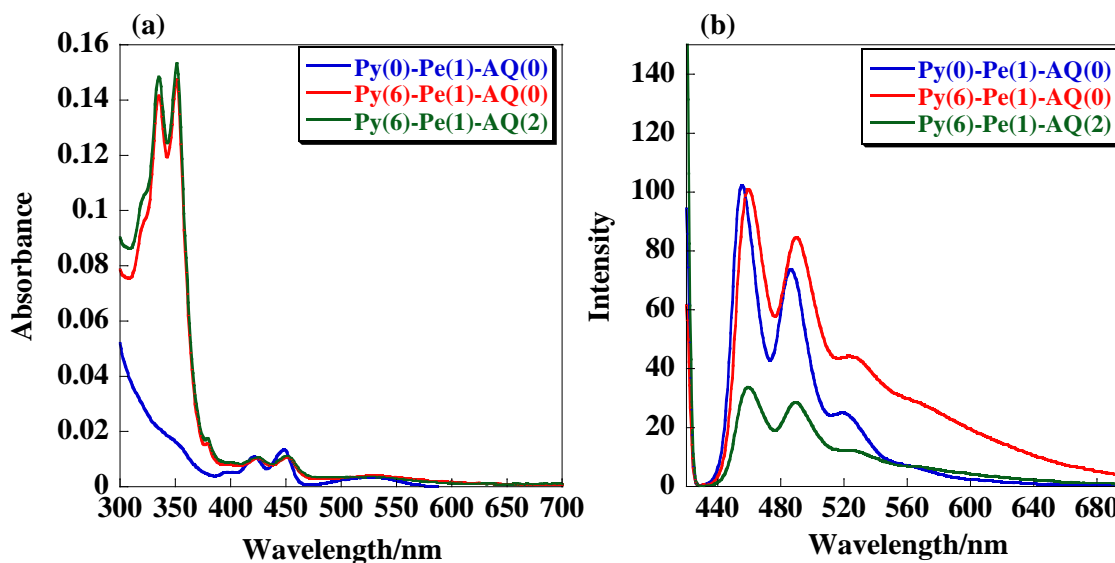 (a)
0.16
0.14
0.12
0.1
0.08
0.06
0.04
0.02
0
Absorbance
Py(0)-Pe(1)-AQ(0)
Py(6)-Pe(1)-AQ(0)
Py(6)-Pe(1)-AQ(2)
300 350 400 450 500 550 600 650 700
Wavelength/nm
(b)
140
120
100
80
60
40
20
0
Intensity
Py(0)-Pe(1)-AQ(0)
Py(6)-Pe(1)-AQ(0)
Py(6)-Pe(1)-AQ(2)
440 480 520 560 600 640 680
Wavelength/nm